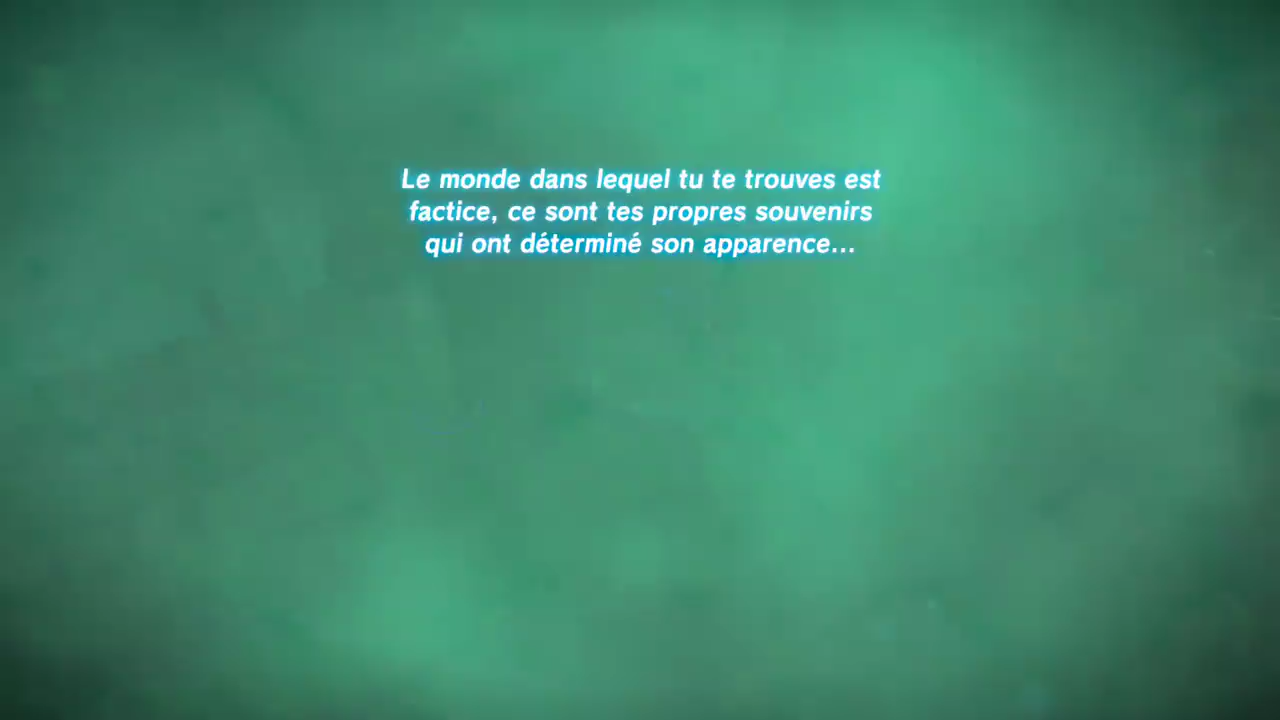 Le monde dans lequel tu te trouves est
factice, ce sont tes propres souvenirs
qui ont déterminé son apparence...